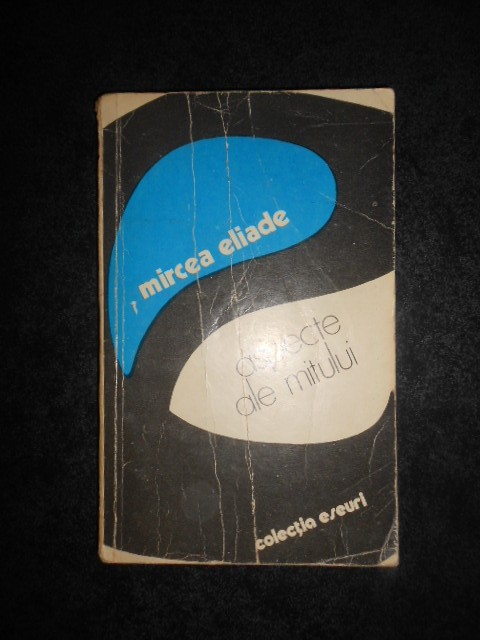 mircea eliade
aspecte
ale mitului
colecția eseuri